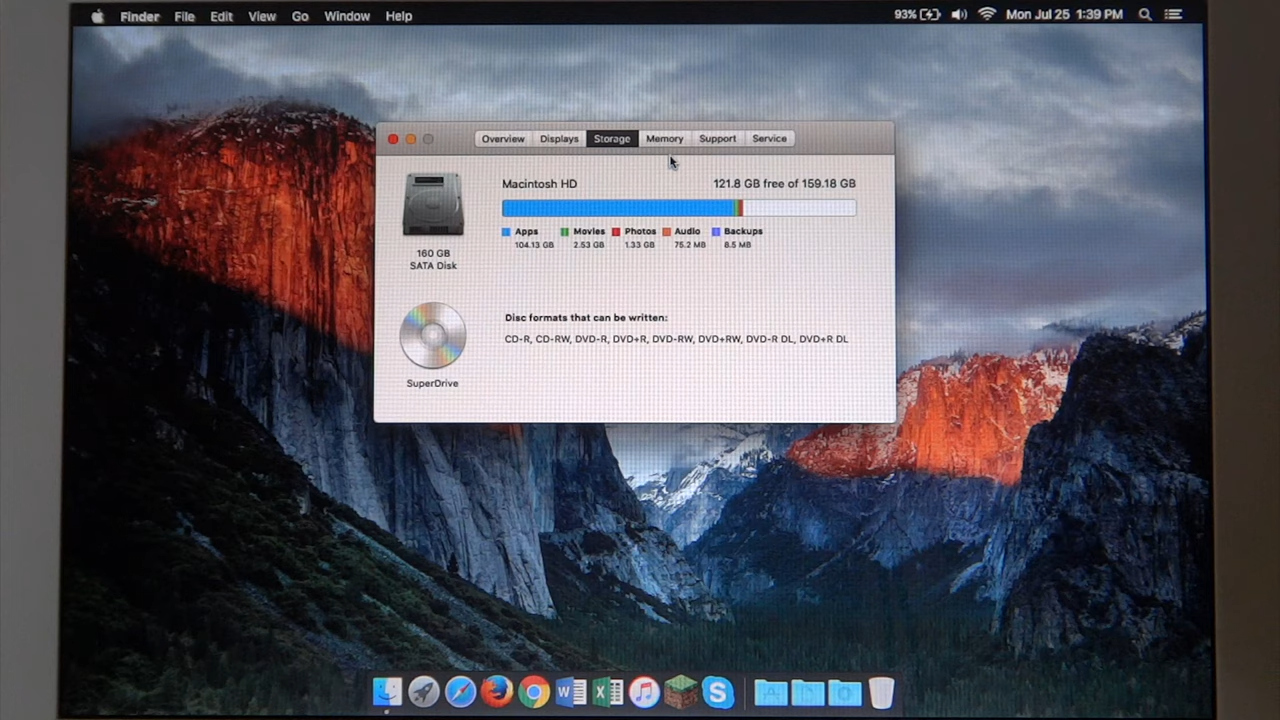 Finder File Edit View Go Window Help 93% Mon Jul 25 1:39 PM
Overview Displays Storage Memory Support Service
Macintosh HD 121.8 GB free of 159.18 GB
Apps Movies Photos Audio Backups
104.13 GB 2.53 GB 1.33 GB 75.2 MB 8.5 MB
160 GB
SATA Disk
Disc formats that can be written:
CD-R, CD-RW, DVD-R, DVD+R, DVD-RW, DVD+RW, DVD-R DL, DVD+R DL
SuperDrive
W X S